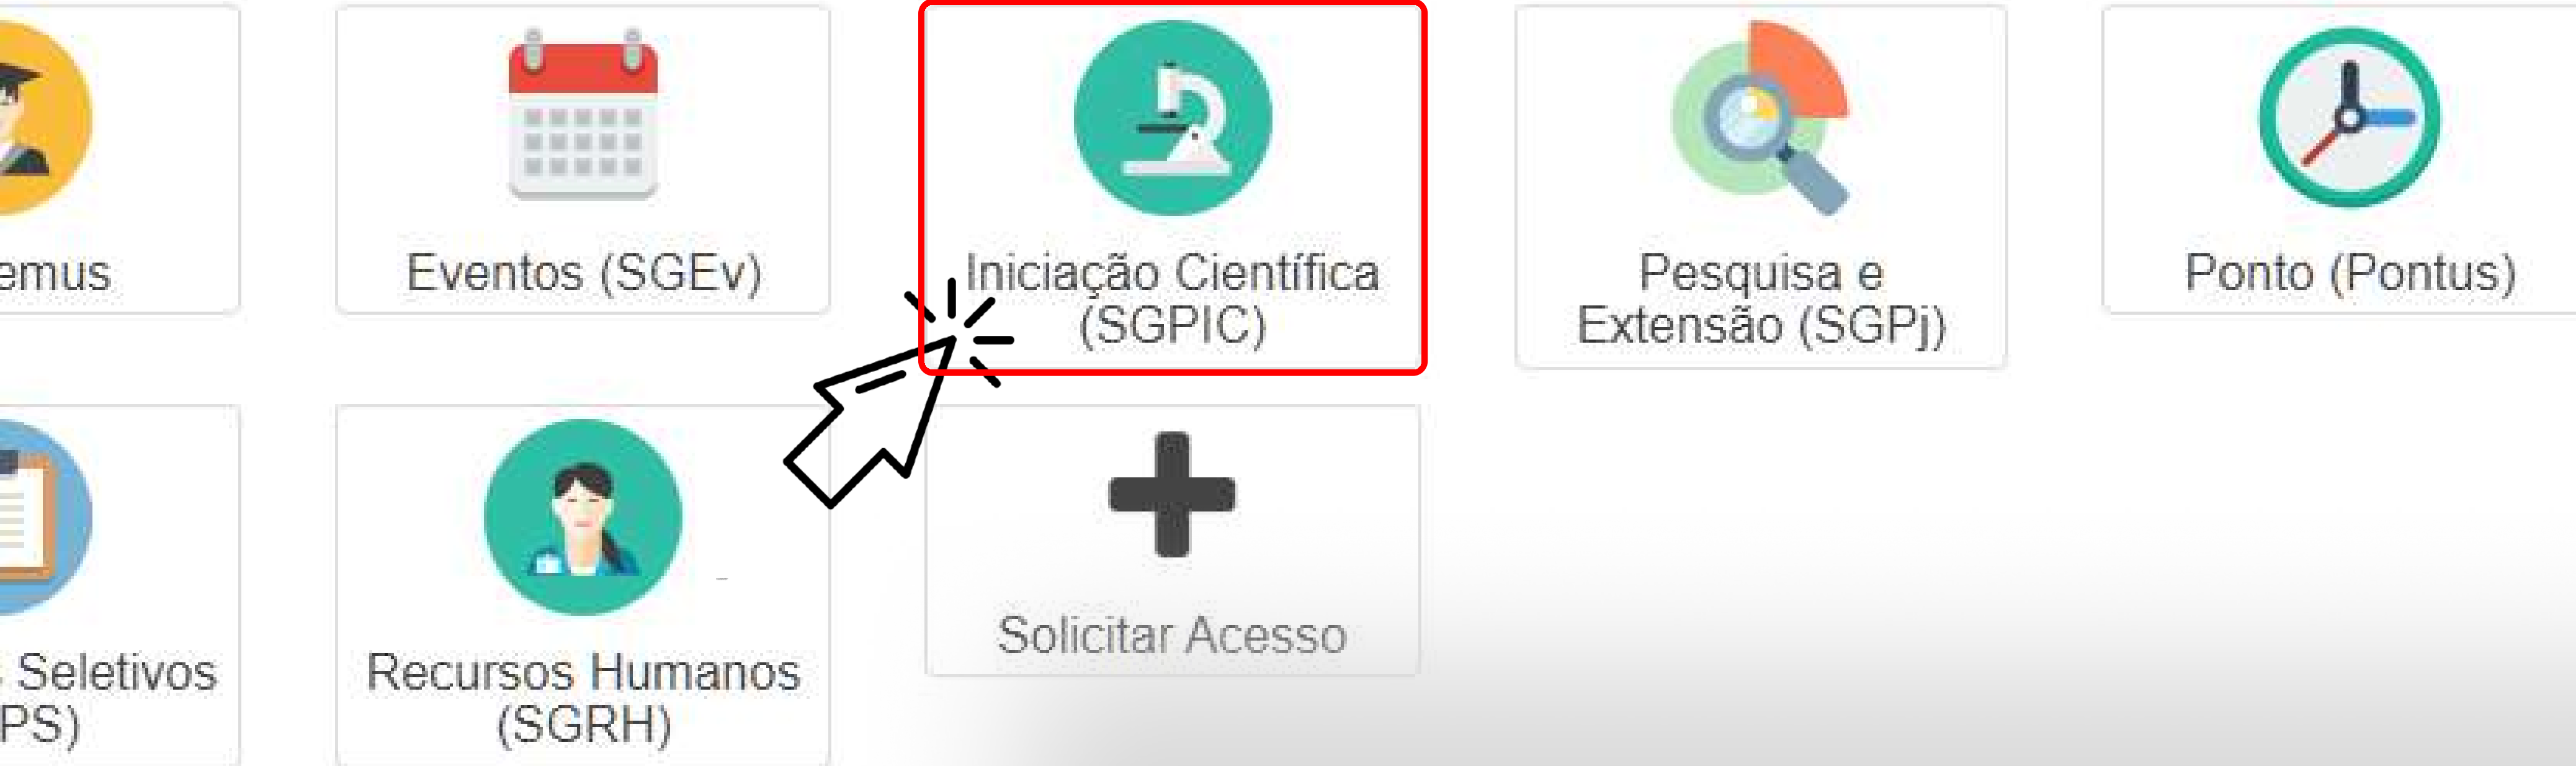 emus
Eventos (SGEv)
Iniciação Científica
(SGPIC)
Pesquisa e
Extensão (SGPj)
Ponto (Pontus)
Seletivos
PS)
Recursos Humanos
(SGRH)
Solicitar Acesso